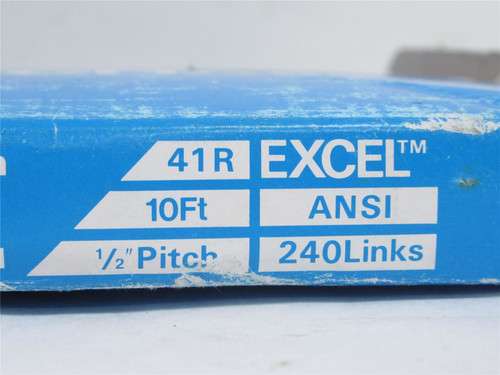 41R EXCEL™
10Ft ANSI
½" Pitch 240Links